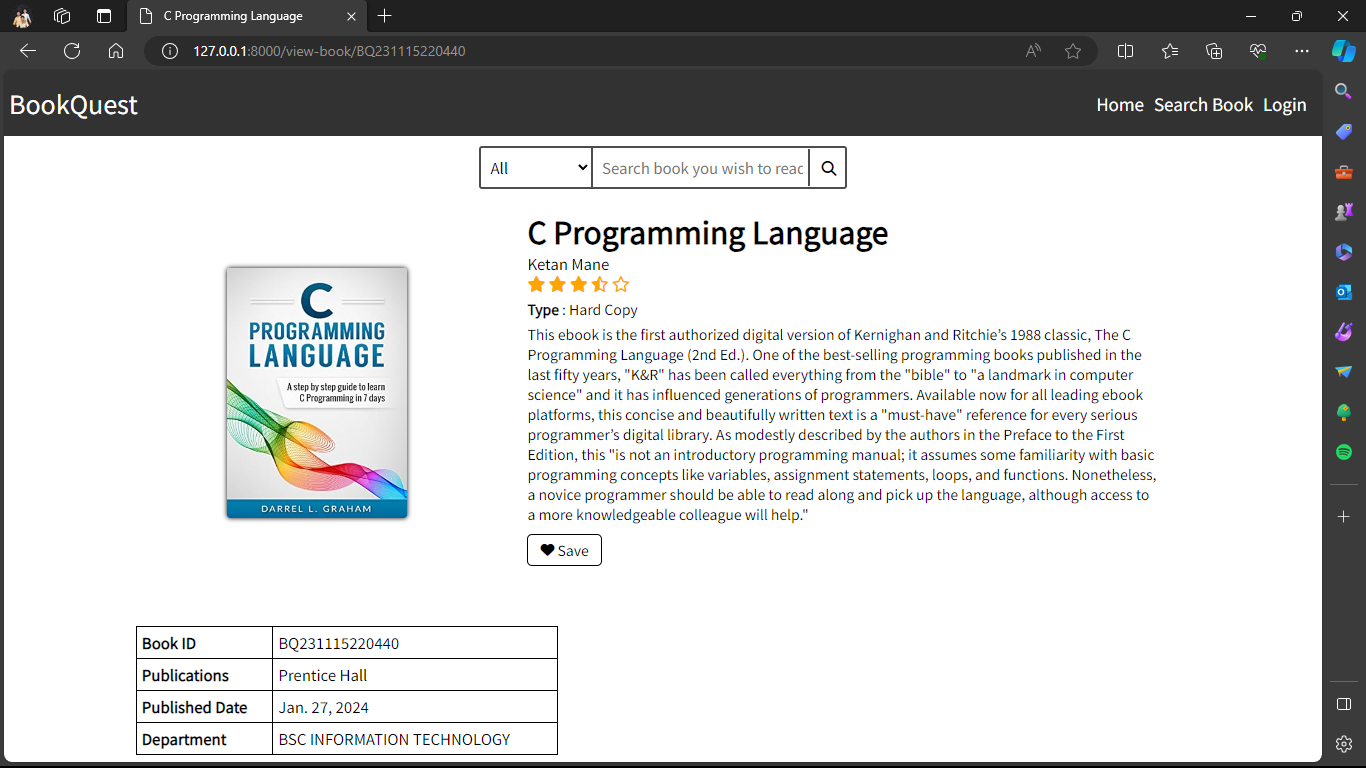 C Programming Language
127.0.0.1:8000/view-book/BQ231115220440
BookQuest
Home Search Book Login
All
Search book you wish to read
C Programming Language
Ketan Mane
Type : Hard Copy
This ebook is the first authorized digital version of Kernighan and Ritchie’s 1988 classic, The C
Programming Language (2nd Ed.). One of the best-selling programming books published in the
last fifty years, "K&R" has been called everything from the "bible" to "a landmark in computer
science" and it has influenced generations of programmers. Available now for all leading ebook
platforms, this concise and beautifully written text is a "must-have" reference for every serious
programmer’s digital library. As modestly described by the authors in the Preface to the First
Edition, this "is not an introductory programming manual; it assumes some familiarity with basic
programming concepts like variables, assignment statements, loops, and functions. Nonetheless,
a novice programmer should be able to read along and pick up the language, although access to
a more knowledgeable colleague will help."
Save
C
PROGRAMMING
LANGUAGE
A step by step guide to learn
C Programming in 7 days
DARREL L. GRAHAM
Book ID BQ231115220440
Publications Prentice Hall
Published Date Jan. 27, 2024
Department BSC INFORMATION TECHNOLOGY